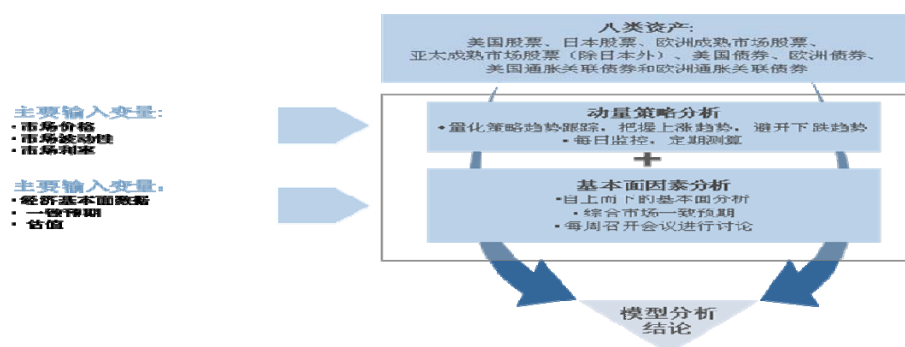 八类资产:
美国股票、日本股票、欧洲成熟市场股票、
亚太成熟市场股票（除日本外）、美国债券、欧洲债券、
美国通胀关联债券和欧洲通胀关联债券
主要输入变量:
·市场价格
·市场波动性
·市场利率
动量策略分析
·量化策略趋势跟踪，把握上涨趋势，避开下跌趋势
·每日监控，定期测算
+
主要输入变量:
·经济基本面数据
·一致预期
·估值
基本面因素分析
·自上向下的基本面分析
·综合市场一致预期
·每周召开会议进行讨论
模型分析
结论